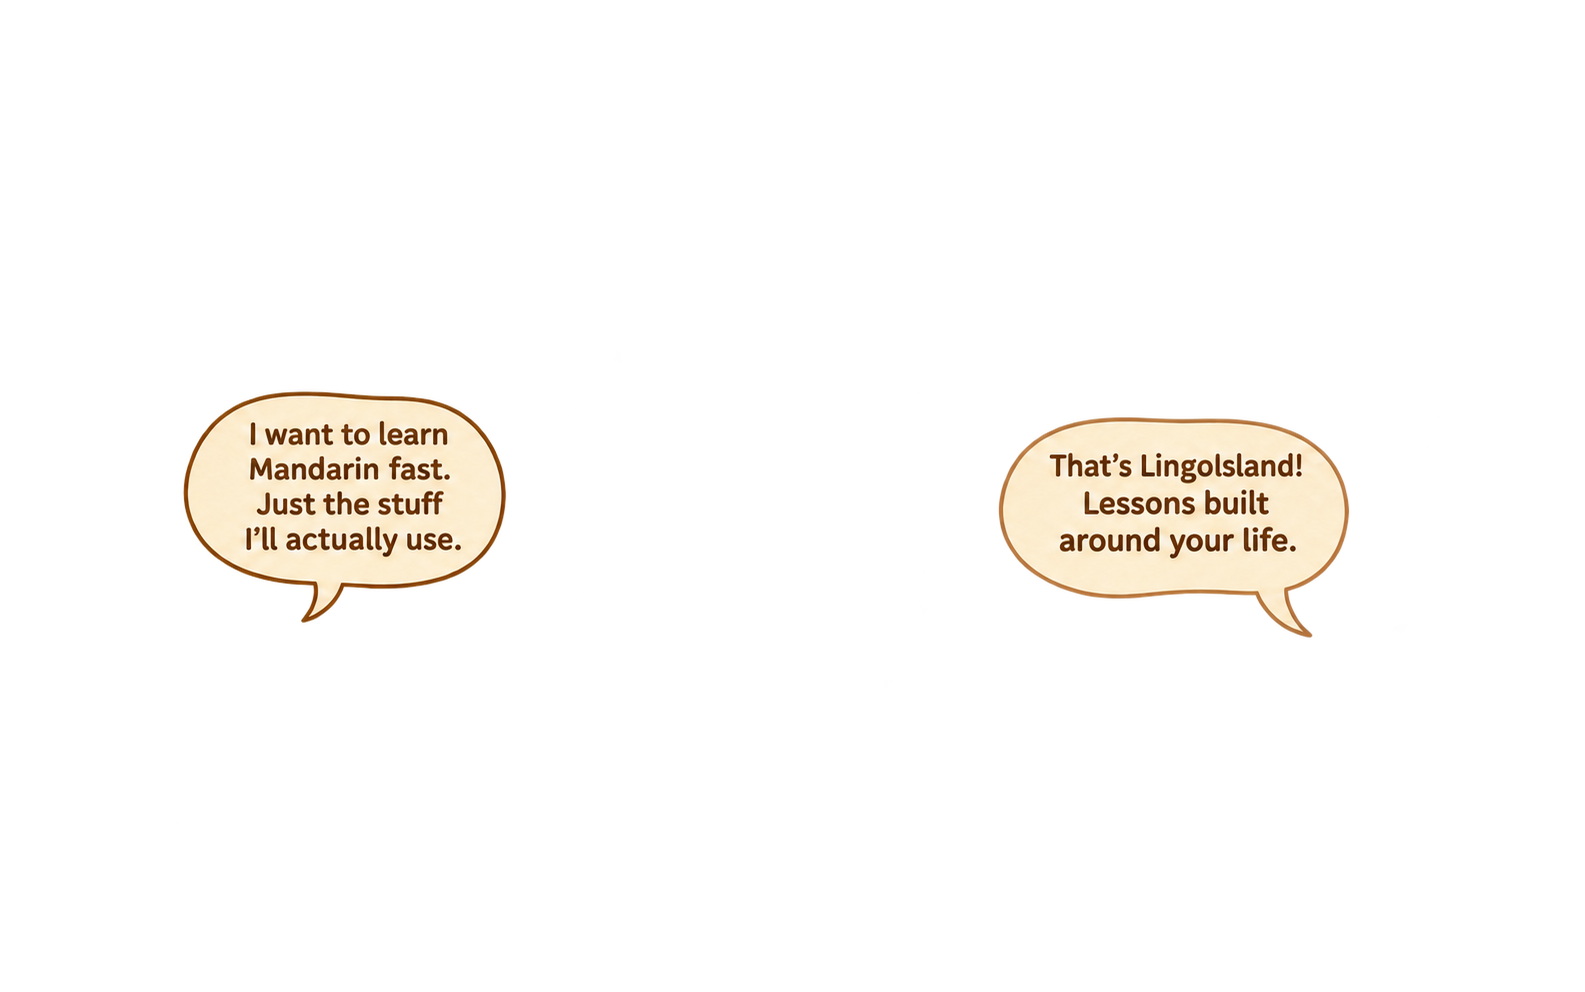 I want to learn
Mandarin fast.
Just the stuff
I’ll actually use.
That’s LingoIsland!
Lessons built
around your life.